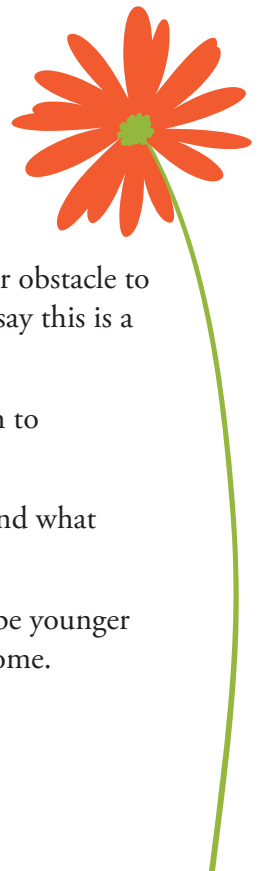 r obstacle to
say this is a
to
nd what
be younger
ome.